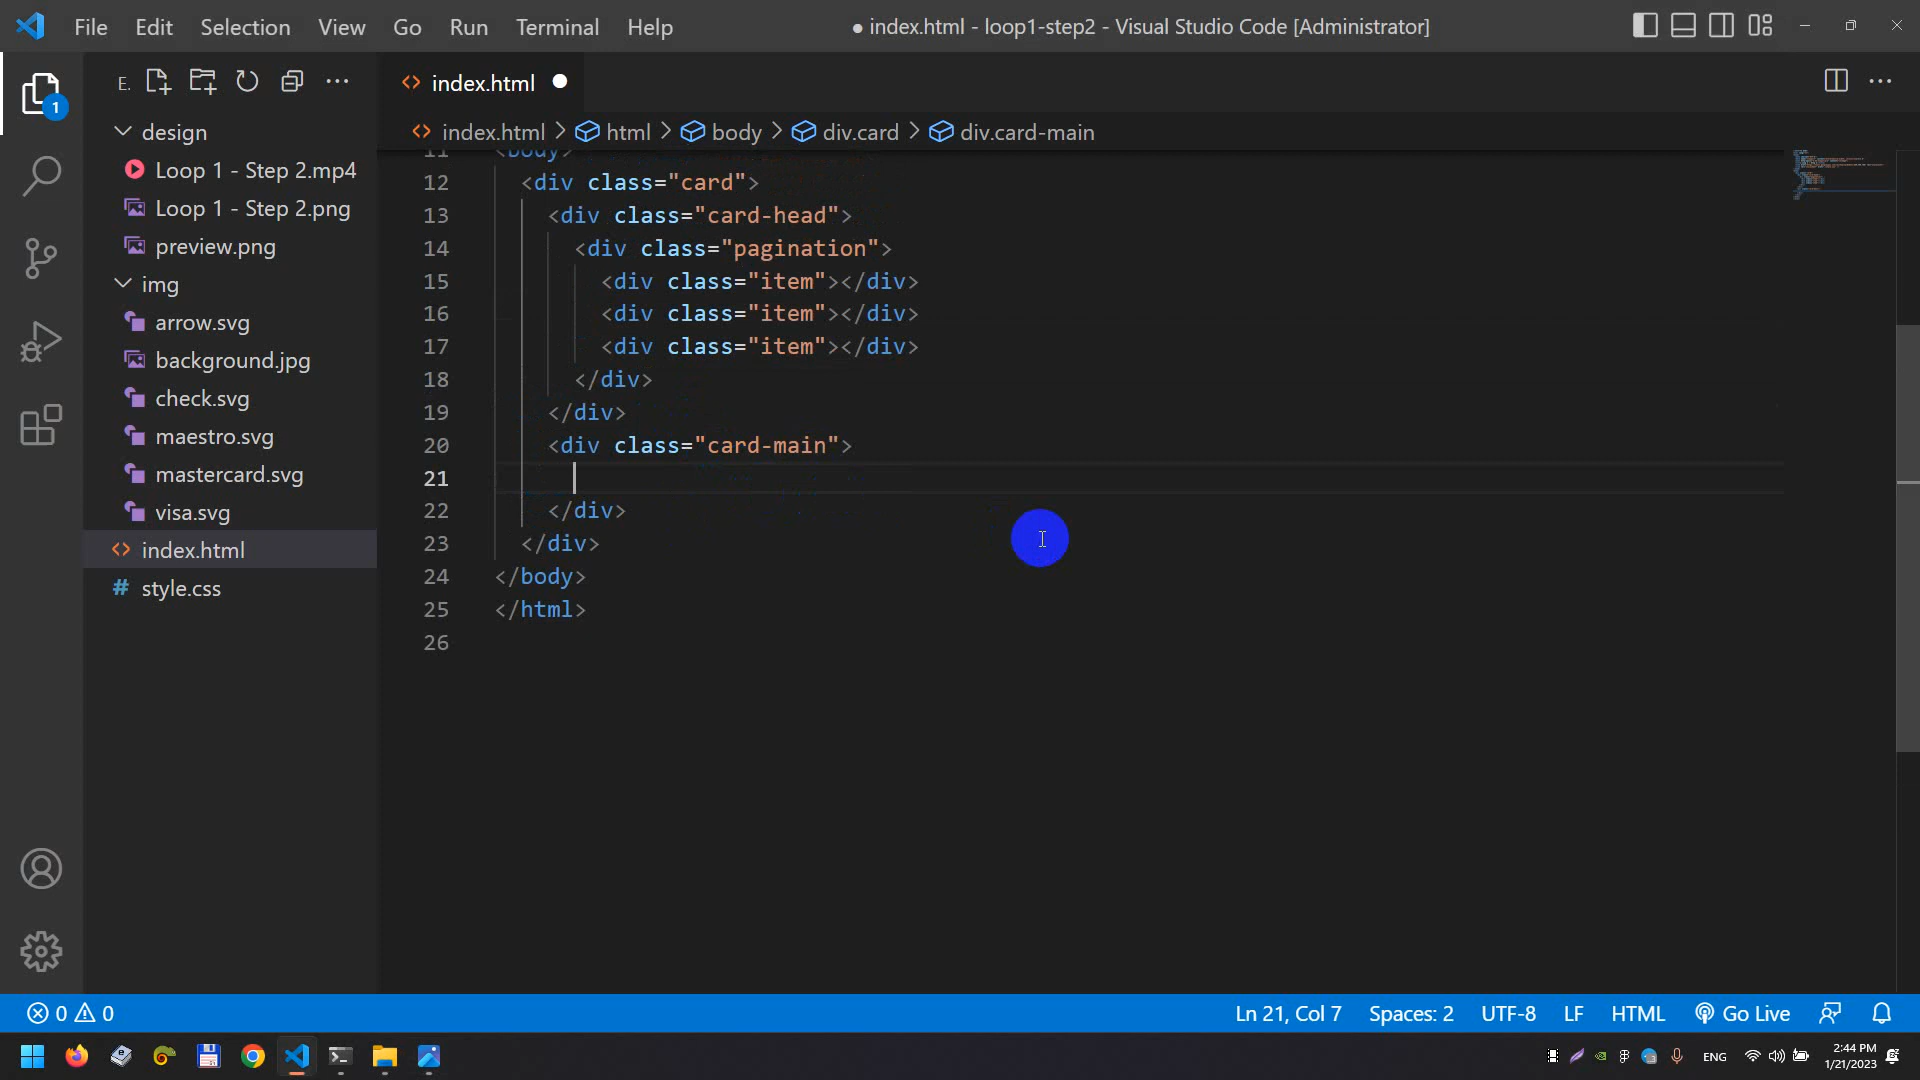 File Edit Selection View Go Run Terminal Help
● index.html - loop1-step2 - Visual Studio Code [Administrator]
E.
index.html
index.html > html > body > div.card > div.card-main
design
Loop 1 - Step 2.mp4
Loop 1 - Step 2.png
preview.png
img
arrow.svg
background.jpg
check.svg
maestro.svg
mastercard.svg
visa.svg
index.html
style.css
1
11 <body>
12 <div class="card">
13 <div class="card-head">
14 <div class="pagination">
15 <div class="item"></div>
16 <div class="item"></div>
17 <div class="item"></div>
18 </div>
19 </div>
20 <div class="card-main">
21
22 </div>
23 </div>
24 </body>
25 </html>
26
0 0
Ln 21, Col 7 Spaces: 2 UTF-8 LF HTML Go Live
ENG
2:44 PM
1/21/2023